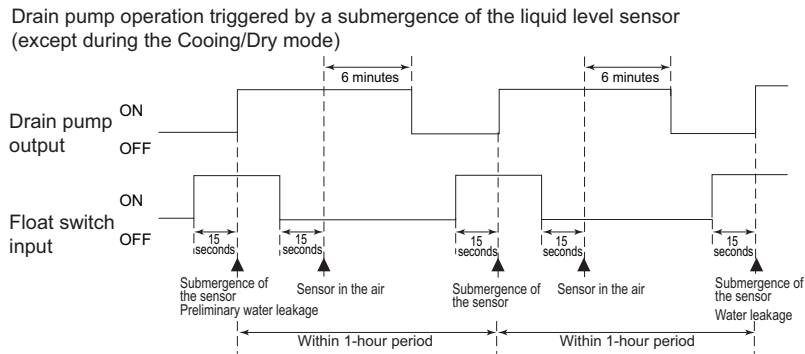 Drain pump operation triggered by a submergence of the liquid level sensor
(except during the Cooing/Dry mode)
6 minutes
6 minutes
ON
Drain pump
output
OFF
ON
Float switch
input
OFF
15
seconds
15
seconds
15
seconds
15
seconds
15
seconds
Submergence of
the sensor
Preliminary water leakage
Sensor in the air
Submergence of
the sensor
Sensor in the air
Submergence of
the sensor
Water leakage
Within 1-hour period
Within 1-hour period